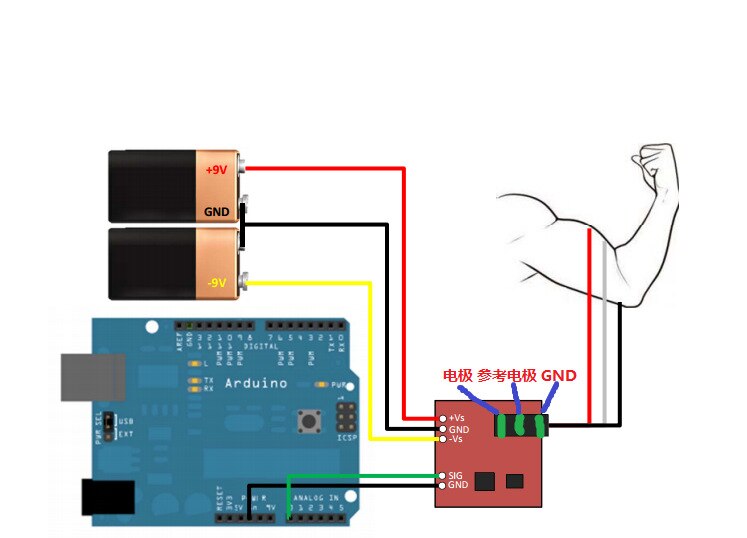 +9V
GND
-9V
电极 参考电极 GND
+Vs
GND
-Vs
SIG
GND
AREF
GND
13
12
11
10
9
8
7
6
5
4
3
2
1
0
PWM
PWM
PWM
PWM
PWM
PWM
TX
RX
DIGITAL
L
TX
RX
Arduino
PWR
1
ICSP
PWR SEL
USB
EXT
RESET
3V3
5V
9V
POWER
ANALOG IN
1 2 3 4 5